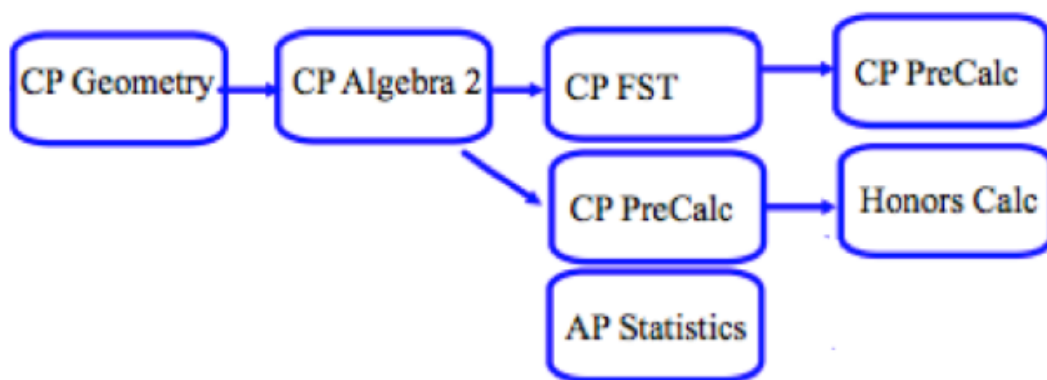 CP Geometry
CP Algebra 2
CP FST
CP PreCalc
CP PreCalc
Honors Calc
AP Statistics